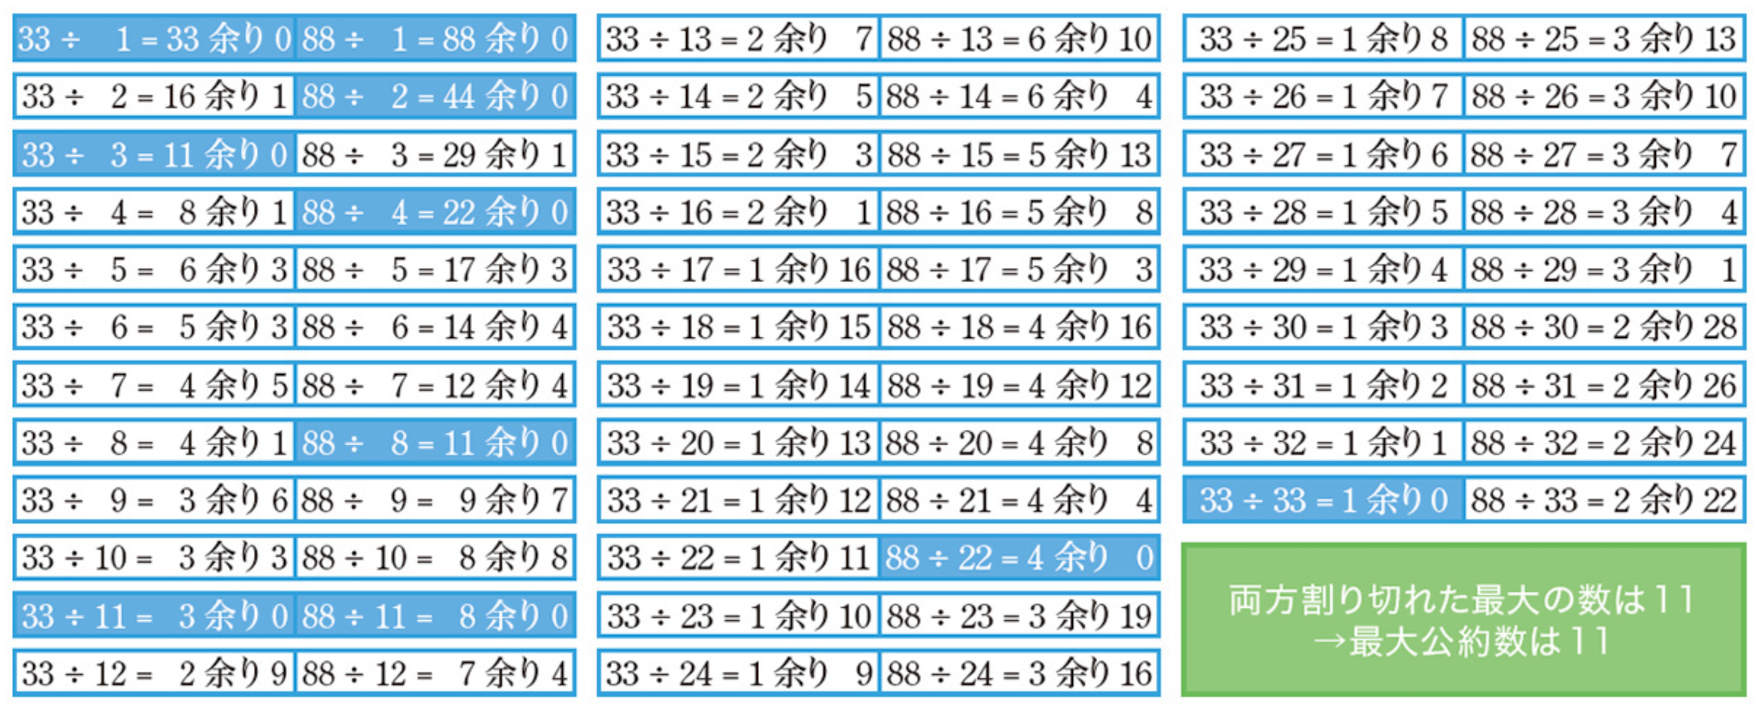 33 ÷ 1 = 33 余り 0 88 ÷ 1 = 88 余り 0
33 ÷ 2 = 16 余り 1 88 ÷ 2 = 44 余り 0
33 ÷ 3 = 11 余り 0 88 ÷ 3 = 29 余り 1
33 ÷ 4 = 8 余り 1 88 ÷ 4 = 22 余り 0
33 ÷ 5 = 6 余り 3 88 ÷ 5 = 17 余り 3
33 ÷ 6 = 5 余り 3 88 ÷ 6 = 14 余り 4
33 ÷ 7 = 4 余り 5 88 ÷ 7 = 12 余り 4
33 ÷ 8 = 4 余り 1 88 ÷ 8 = 11 余り 0
33 ÷ 9 = 3 余り 6 88 ÷ 9 = 9 余り 7
33 ÷ 10 = 3 余り 3 88 ÷ 10 = 8 余り 8
33 ÷ 11 = 3 余り 0 88 ÷ 11 = 8 余り 0
33 ÷ 12 = 2 余り 9 88 ÷ 12 = 7 余り 4
33 ÷ 13 = 2 余り 7 88 ÷ 13 = 6 余り 10
33 ÷ 14 = 2 余り 5 88 ÷ 14 = 6 余り 4
33 ÷ 15 = 2 余り 3 88 ÷ 15 = 5 余り 13
33 ÷ 16 = 2 余り 1 88 ÷ 16 = 5 余り 8
33 ÷ 17 = 1 余り 16 88 ÷ 17 = 5 余り 3
33 ÷ 18 = 1 余り 15 88 ÷ 18 = 4 余り 16
33 ÷ 19 = 1 余り 14 88 ÷ 19 = 4 余り 12
33 ÷ 20 = 1 余り 13 88 ÷ 20 = 4 余り 8
33 ÷ 21 = 1 余り 12 88 ÷ 21 = 4 余り 4
33 ÷ 22 = 1 余り 11 88 ÷ 22 = 4 余り 0
33 ÷ 23 = 1 余り 10 88 ÷ 23 = 3 余り 19
33 ÷ 24 = 1 余り 9 88 ÷ 24 = 3 余り 16
33 ÷ 25 = 1 余り 8 88 ÷ 25 = 3 余り 13
33 ÷ 26 = 1 余り 7 88 ÷ 26 = 3 余り 10
33 ÷ 27 = 1 余り 6 88 ÷ 27 = 3 余り 7
33 ÷ 28 = 1 余り 5 88 ÷ 28 = 3 余り 4
33 ÷ 29 = 1 余り 4 88 ÷ 29 = 3 余り 1
33 ÷ 30 = 1 余り 3 88 ÷ 30 = 2 余り 28
33 ÷ 31 = 1 余り 2 88 ÷ 31 = 2 余り 26
33 ÷ 32 = 1 余り 1 88 ÷ 32 = 2 余り 24
33 ÷ 33 = 1 余り 0 88 ÷ 33 = 2 余り 22
両方割り切れた最大の数は11
→最大公約数は11